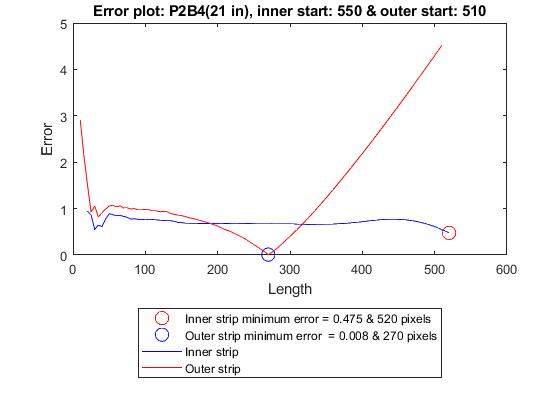 Error plot: P2B4(21 in), inner start: 550 & outer start: 510
5
4
3
2
1
0
Error
0 100 200 300 400 500 600
Length
Inner strip minimum error = 0.475 & 520 pixels
Outer strip minimum error = 0.008 & 270 pixels
Inner strip
Outer strip